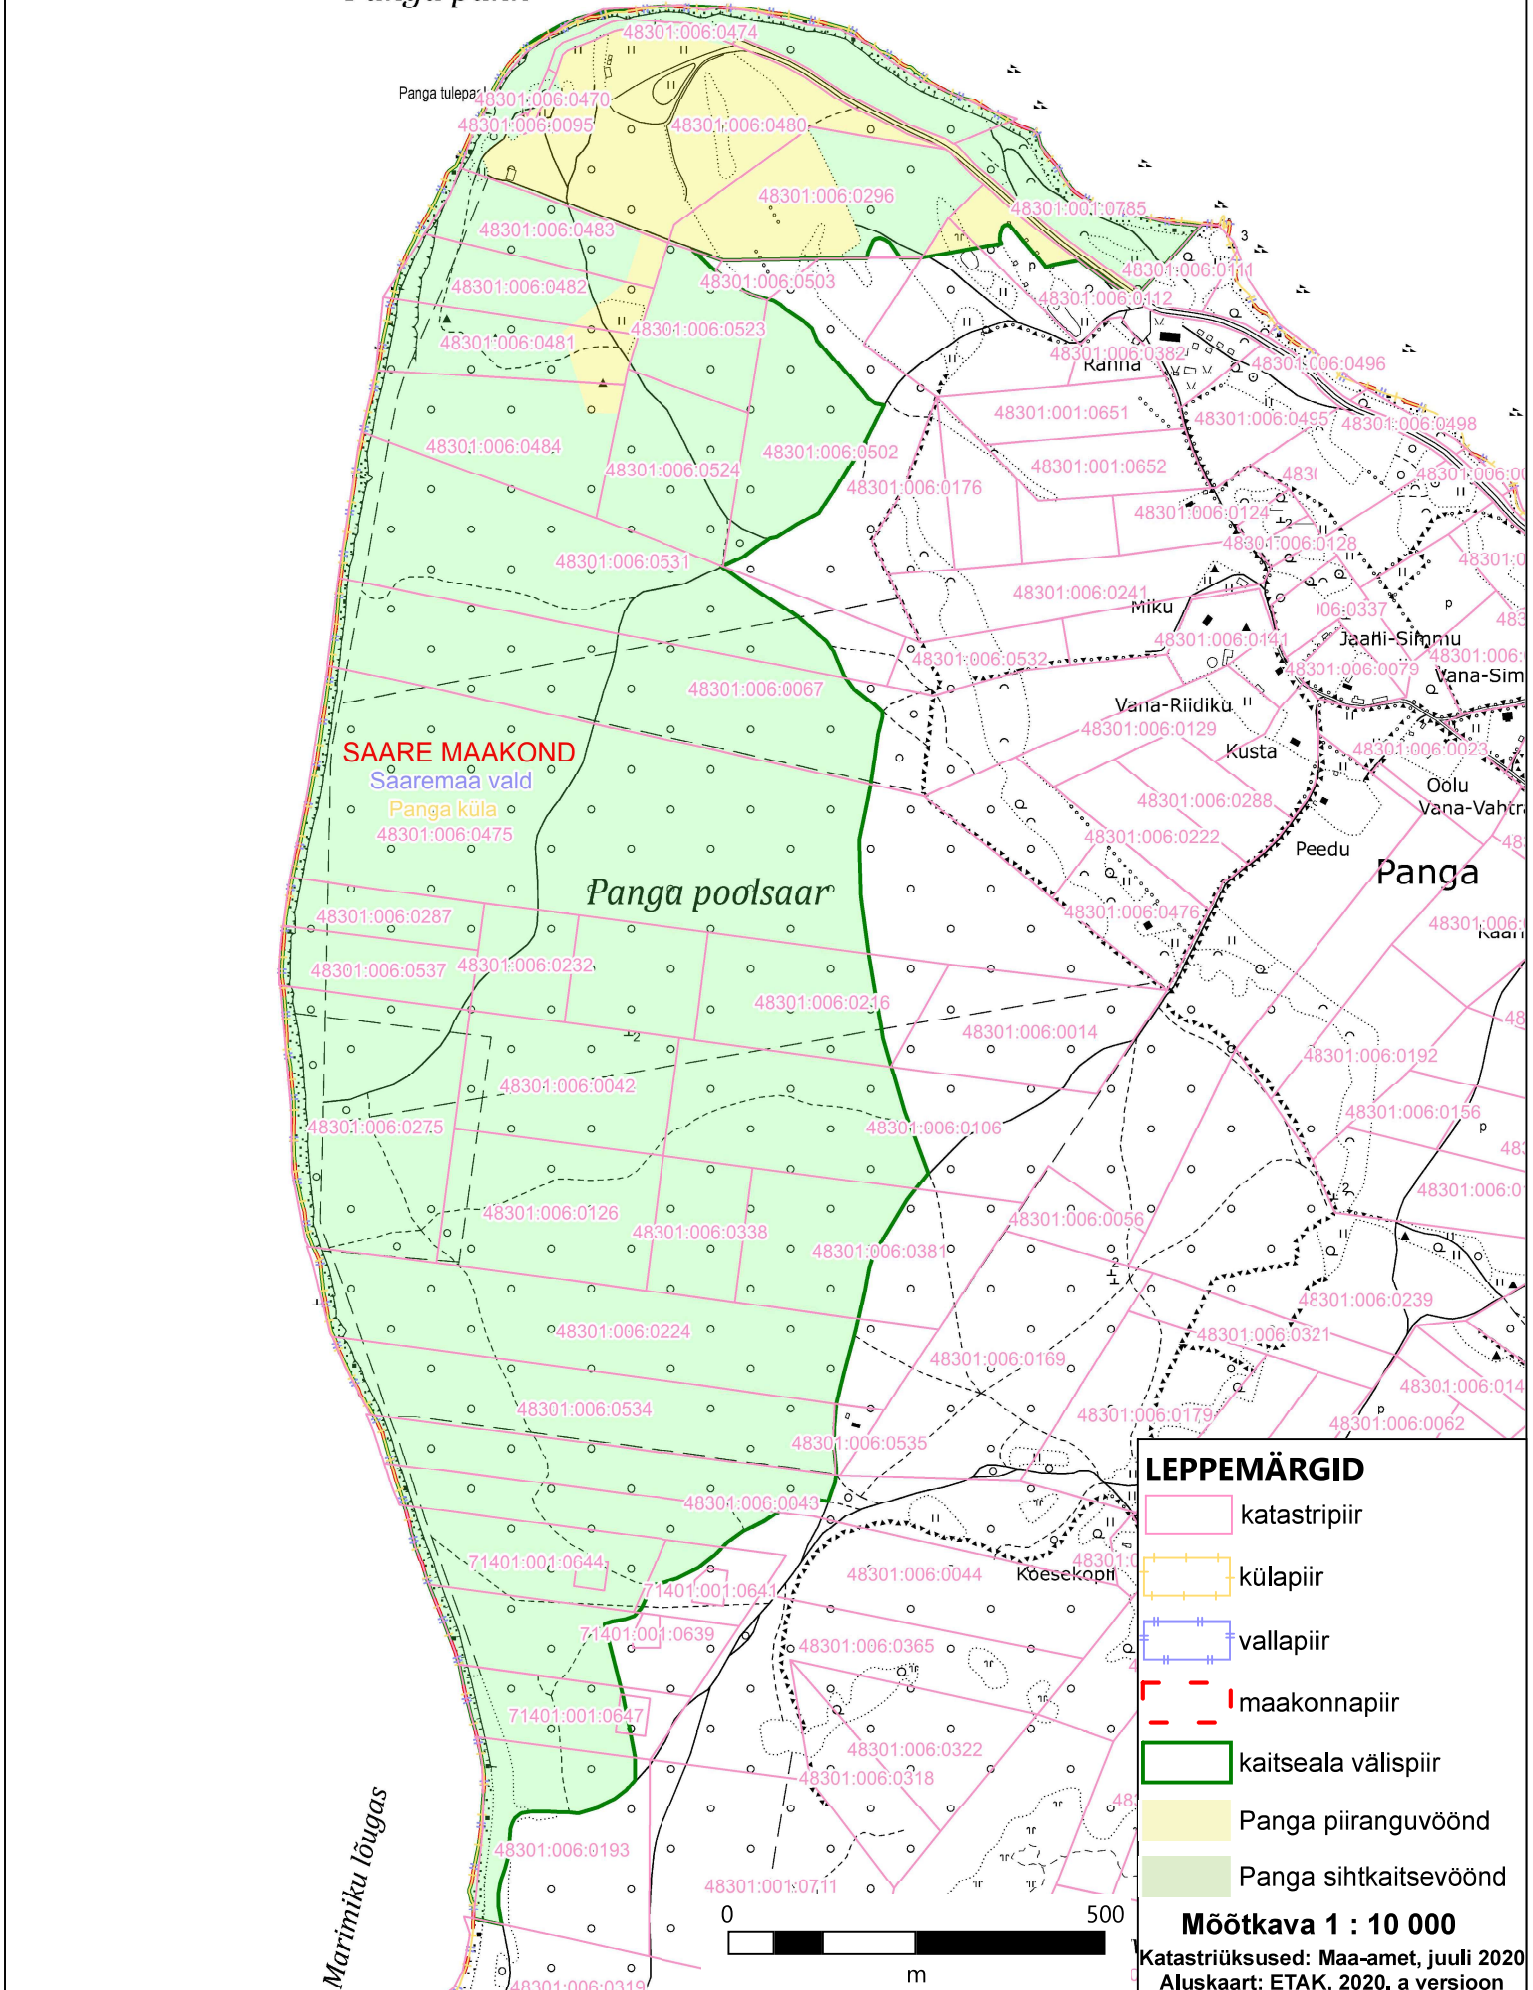 48301:006:0474
Panga tulepaa
48301:006:0470
48301:006:0095
48301:006:0480
48301:006:0296
48301:001:0785
48301:006:0483
3
48301:006:0111
48301:006:0482
48301:006:0503
48301:006:0112
48301:006:0523
48301:006:0481
48301:006:0382
Ranna
48301:006:0496
48301:001:0651
48301:006:0495
48301:006:0498
48301:006:0484
48301:006:0502
48301:006:0524
48301:001:0652
48301:006:0176
48301:006:0124
48301:006:0128
48301:006:0531
48301:006:0241
Miku
48301:006:0141
Jaani-Simmu
48301:006:0532
48301:006:0079
Vana-Sim
48301:006:0067
Vana-Riidiku
48301:006:0129
Kusta
48301:006:0023
SAARE MAAKOND
Saaremaa vald
Panga küla
48301:006:0475
Oolu
48301:006:0288
Vana-Vahtra
48301:006:0222
Peedu
Panga
Panga poolsaar
48301:006:0287
48301:006:0476
48301:006:0537
48301:006:0232
48301:006:0216
48301:006:0014
48301:006:0192
48301:006:0042
48301:006:0156
48301:006:0275
48301:006:0106
48301:006:0126
48301:006:0338
48301:006:0056
48301:006:0381
48301:006:0239
48301:006:0224
48301:006:0321
48301:006:0169
48301:006:014
48301:006:0534
48301:006:0179
48301:006:0062
48301:006:0535
48301:006:0043
71401:001:0644
48301:006:0044
Koesekopli
71401:001:0641
71401:001:0639
48301:006:0365
71401:001:0647
48301:006:0322
48301:006:0318
48301:006:0193
48301:001:0711
Marimiku lõugas
48301:006:0319
0 500
m
LEPPEMÄRGID
katastripiir
külapiir
vallapiir
maakonnapiir
kaitseala välispiir
Panga piiranguvöönd
Panga sihtkaitsevöönd
Mõõtkava 1 : 10 000
Katastriüksused: Maa-amet, juuli 2020
Aluskaart: ETAK, 2020. a versioon